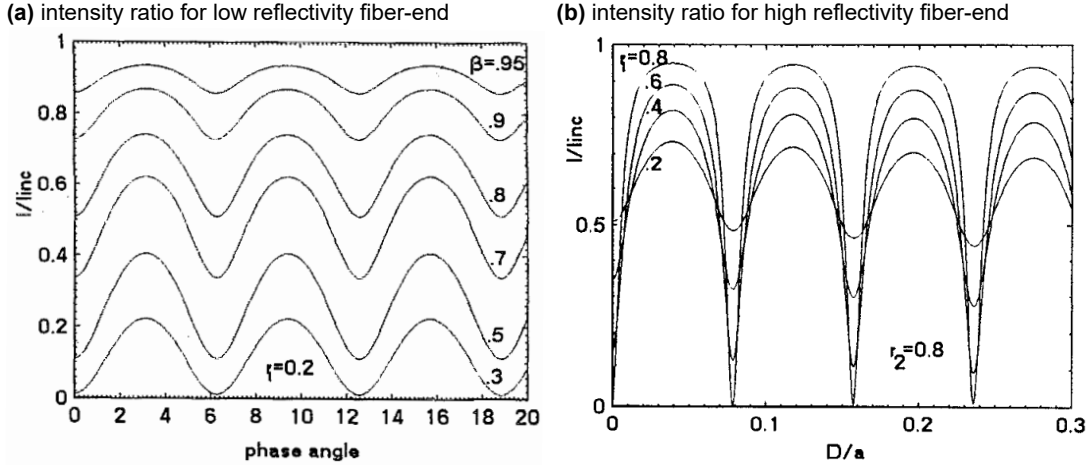 (a) intensity ratio for low reflectivity fiber-end
1
0.8
0.6
0.4
0.2
0
I/Iinc
β=.95
.9
.8
.7
.5
.3
r₁=0.2
0 2 4 6 8 10 12 14 16 18 20
phase angle
(b) intensity ratio for high reflectivity fiber-end
1
0.5
0
I/Iinc
r₁=0.8
.6
.4
.2
r₂=0.8
0 0.1 0.2 0.3
D/a